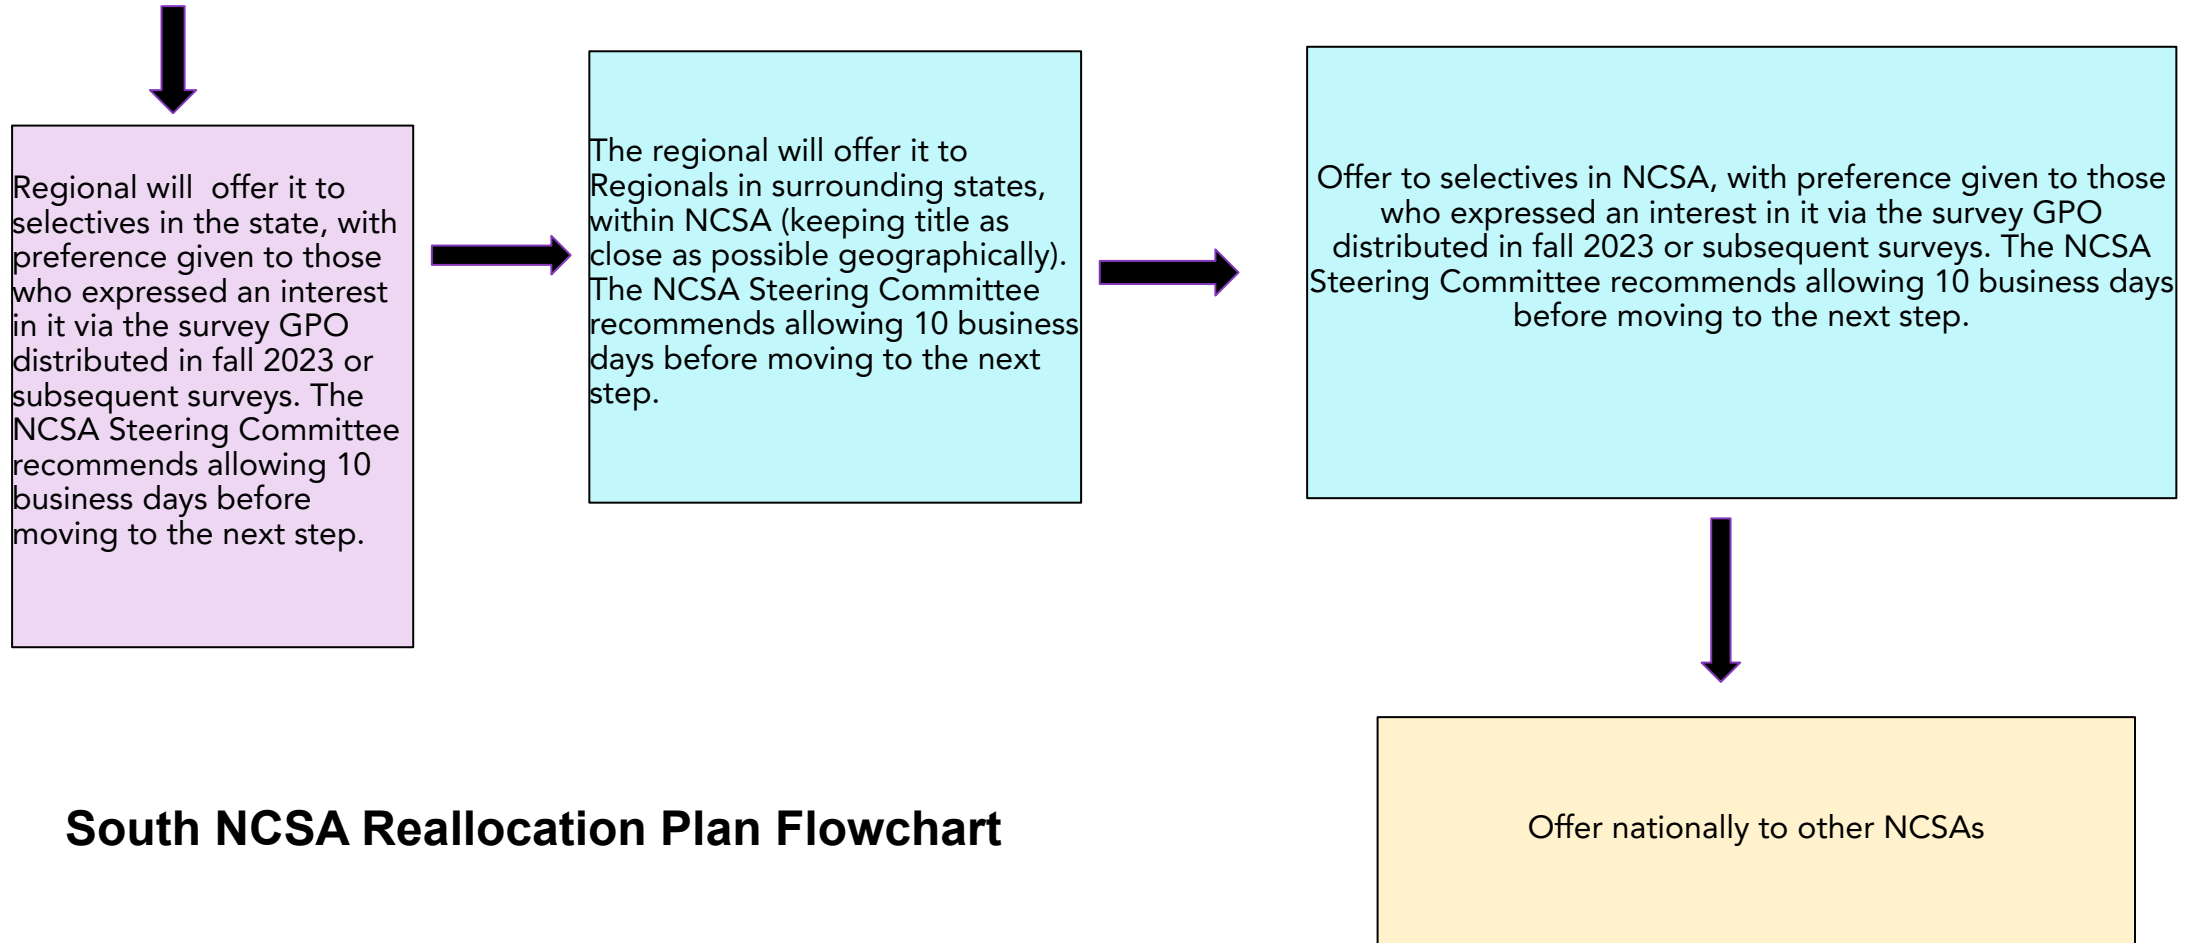 Regional will  offer it to
selectives in the state, with
preference given to those
who expressed an interest
in it via the survey GPO
distributed in fall 2023 or
subsequent surveys. The
NCSA Steering Committee
recommends allowing 10
business days before
moving to the next step.
The regional will offer it to
Regionals in surrounding states,
within NCSA (keeping title as
close as possible geographically).
The NCSA Steering Committee
recommends allowing 10 business
days before moving to the next
step.
Offer to selectives in NCSA, with preference given to those
who expressed an interest in it via the survey GPO
distributed in fall 2023 or subsequent surveys. The NCSA
Steering Committee recommends allowing 10 business days
before moving to the next step.
South NCSA Reallocation Plan Flowchart
Offer nationally to other NCSAs